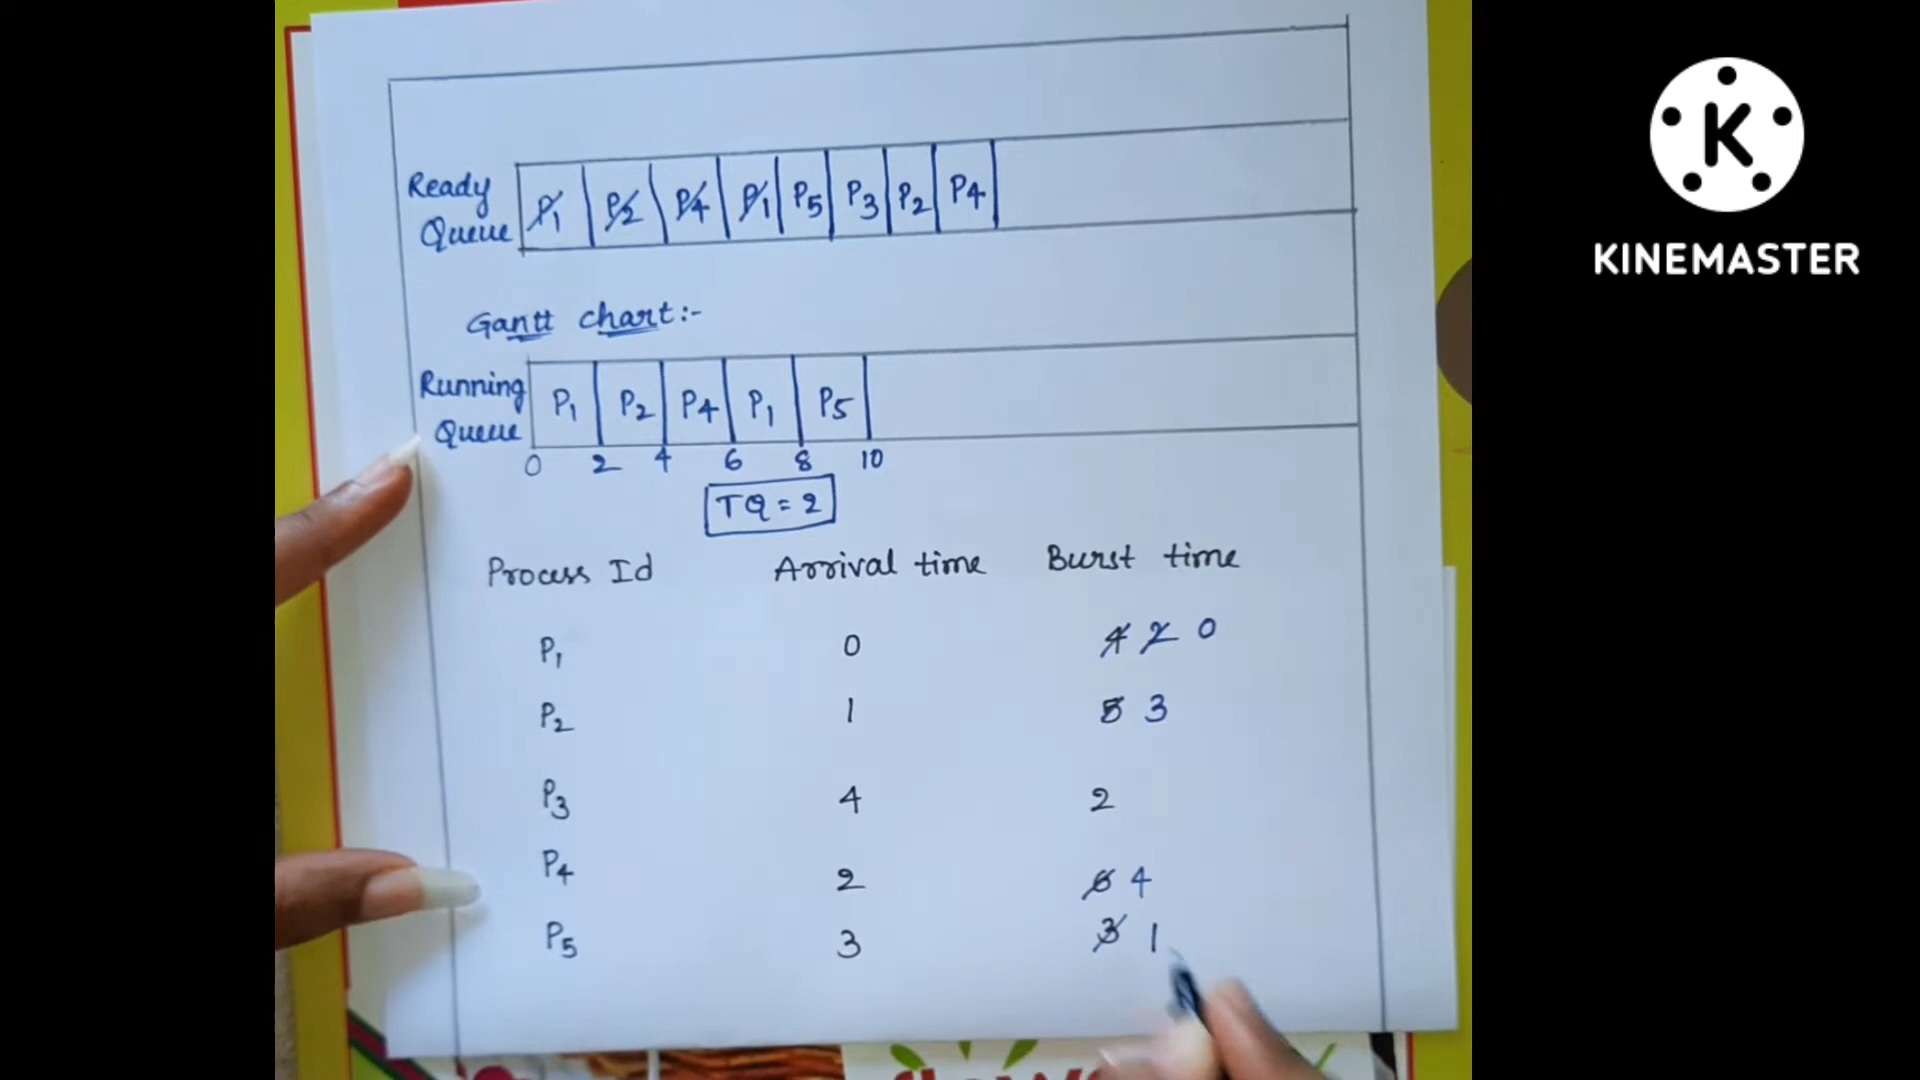 KINEMASTER
Ready Queue P1 P2 P4 P1 P5 P3 P2 P4
Gantt chart:-
Running Queue P1 P2 P4 P1 P5
0 2 4 6 8 10
TQ = 2
Process Id Arrival time Burst time
P1 0 4 2 0
P2 1 5 3
P3 4 2
P4 2 6 4
P5 3 3 1